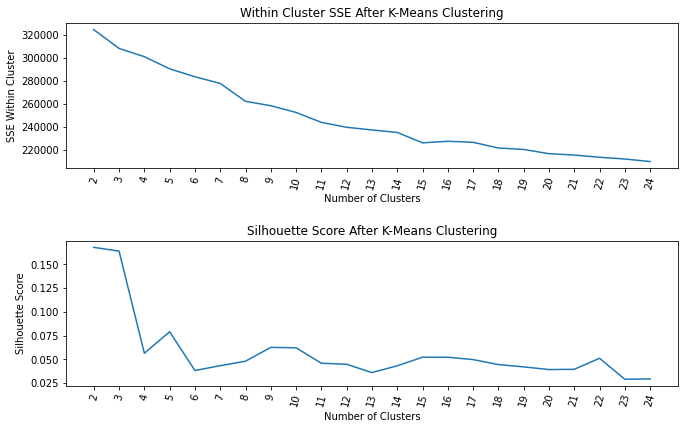 Within Cluster SSE After K-Means Clustering
320000
300000
280000
260000
240000
220000
SSE Within Cluster
2 3 4 5 6 7 8 9 10 11 12 13 14 15 16 17 18 19 20 21 22 23 24
Number of Clusters
Silhouette Score After K-Means Clustering
0.150
0.125
0.100
0.075
0.050
0.025
Silhouette Score
2 3 4 5 6 7 8 9 10 11 12 13 14 15 16 17 18 19 20 21 22 23 24
Number of Clusters